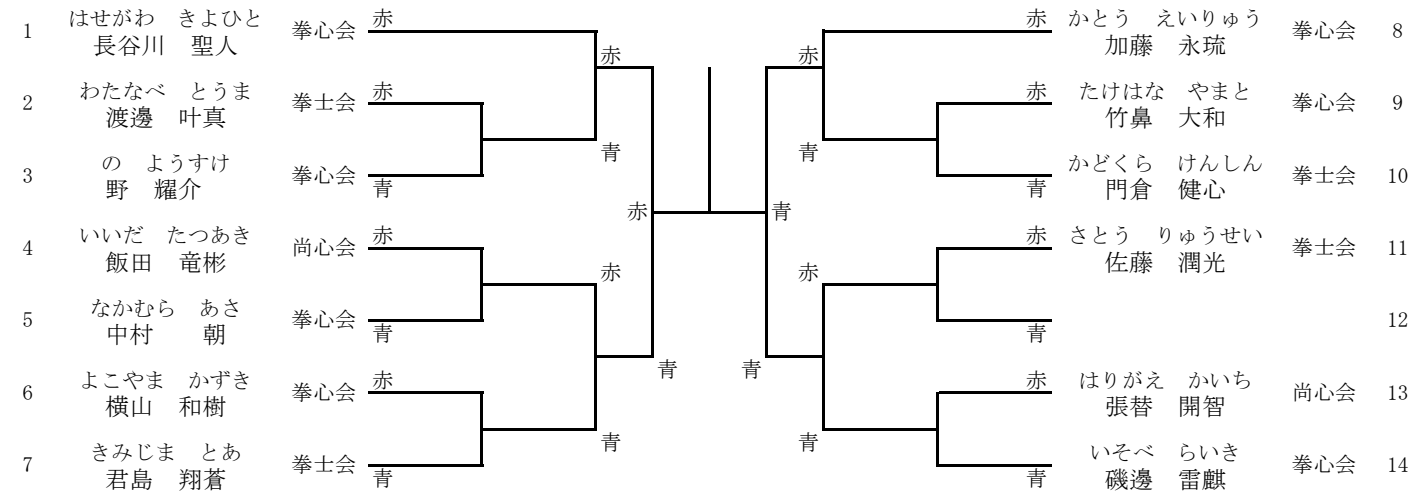 はせがわ　きよひと
1　長谷川　聖人　拳心会　赤
わたなべ　とうま
2　渡邊　叶真　拳士会　赤
の　ようすけ
3　野　耀介　拳心会　青
いいだ　たつあき
4　飯田　竜彬　尚心会　赤
なかむら　あさ
5　中村　朝　拳心会　青
よこやま　かずき
6　横山　和樹　拳心会　赤
きみじま　とあ
7　君島　翔蒼　拳士会　青
赤
青
赤
赤
青
青
赤
青
青
赤
青
青
かとう　えいりゅう
赤　加藤　永琉　拳心会　8
たけはな　やまと
赤　竹鼻　大和　拳心会　9
かどくら　けんしん
青　門倉　健心　拳士会　10
さとう　りゅうせい
赤　佐藤　潤光　拳士会　11
青　12
はりがえ　かいち
赤　張替　開智　尚心会　13
いそべ　らいき
青　磯邊　雷麒　拳心会　14